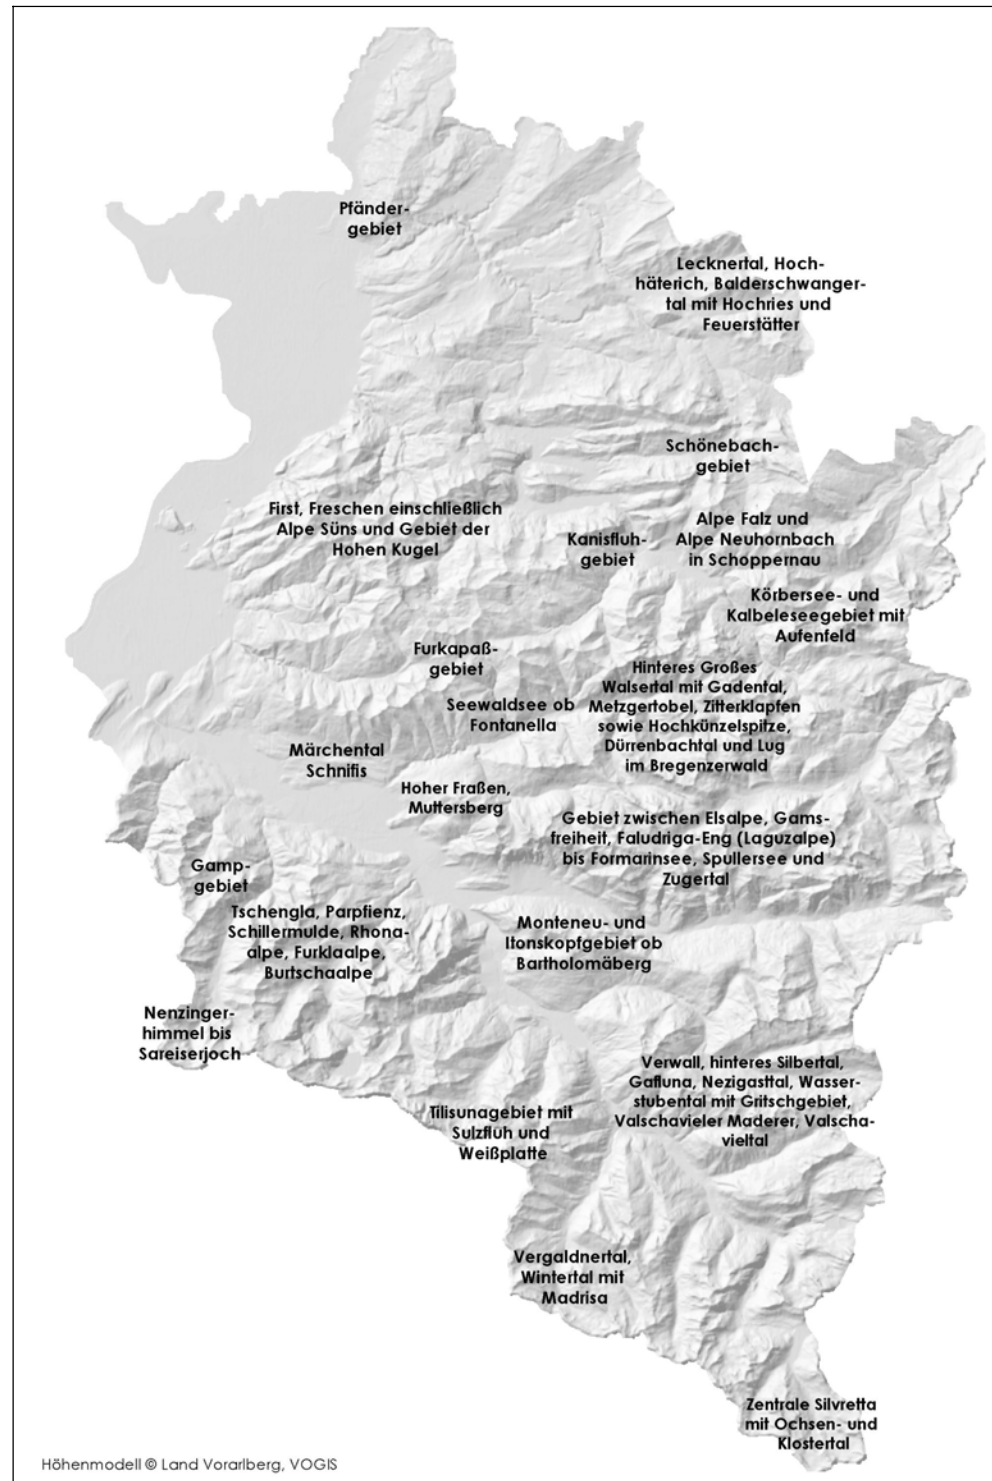 Pfänder-
gebiet
Lecknertal, Hoch-
häterich, Balderschwanger-
tal mit Hochries und
Feuerstätter
Schönebach-
gebiet
First, Freschen einschließlich
Alpe Süns und Gebiet der
Hohen Kugel
Kanisfluh-
gebiet
Alpe Falz und
Alpe Neuhornbach
in Schoppernau
Körbersee- und
Kalbeleseegebiet mit
Aufenfeld
Furkapaß-
gebiet
Hinteres Großes
Walsertal mit Gadental,
Metzgertobel, Zitterklapfen
sowie Hochkünzelspitze,
Dürrenbachtal und Lug
im Bregenzerwald
Seewaldsee ob
Fontanella
Märchental
Schnifis
Hoher Fraßen,
Muttersberg
Gebiet zwischen Elsalpe, Gams-
freiheit, Faludriga-Eng (Laguzalpe)
bis Formarinsee, Spullersee und
Zugertal
Gamp-
gebiet
Tschengla, Parpfienz,
Schillermulde, Rhona-
alpe, Furklaalpe,
Burtschaalpe
Monteneu- und
Itonskopfgebiet ob
Bartholomäberg
Nenzinger-
himmel bis
Sareiserjoch
Verwall, hinteres Silbertal,
Gafluna, Nezigasttal, Wasser-
stubental mit Gritschgebiet,
Valschavieler Maderer, Valscha-
vieltal
Tilisunagebiet mit
Sulzfluh und
Weißplatte
Vergaldnertal,
Wintertal mit
Madrisa
Zentrale Silvretta
mit Ochsen- und
Klostertal
Höhenmodell © Land Vorarlberg, VOGIS